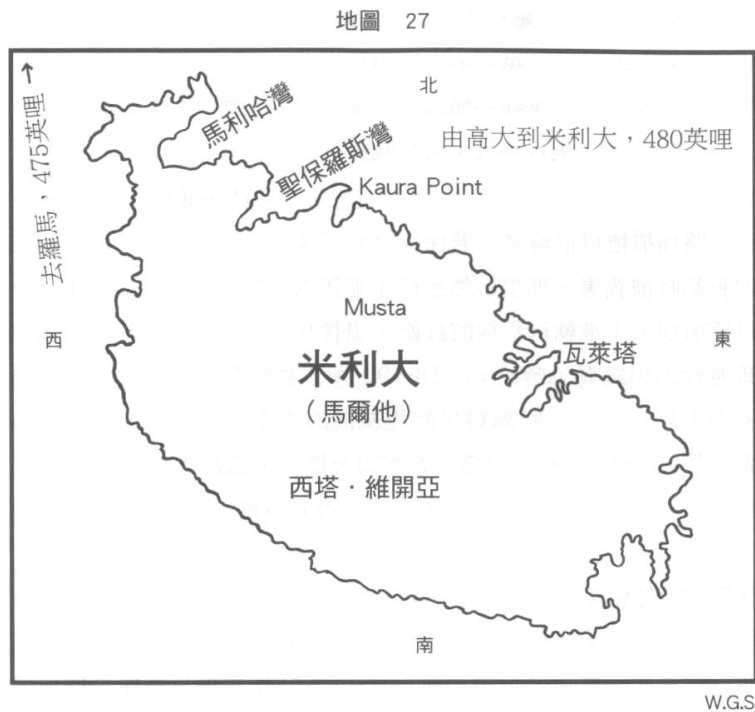 地圖 27
北
去羅馬，475英哩
馬利哈灣
聖保羅斯灣
由高大到米利大，480英哩
Kaura Point
Musta
西
東
瓦萊塔
米利大
（馬爾他）
西塔·維開亞
南
W.G.S